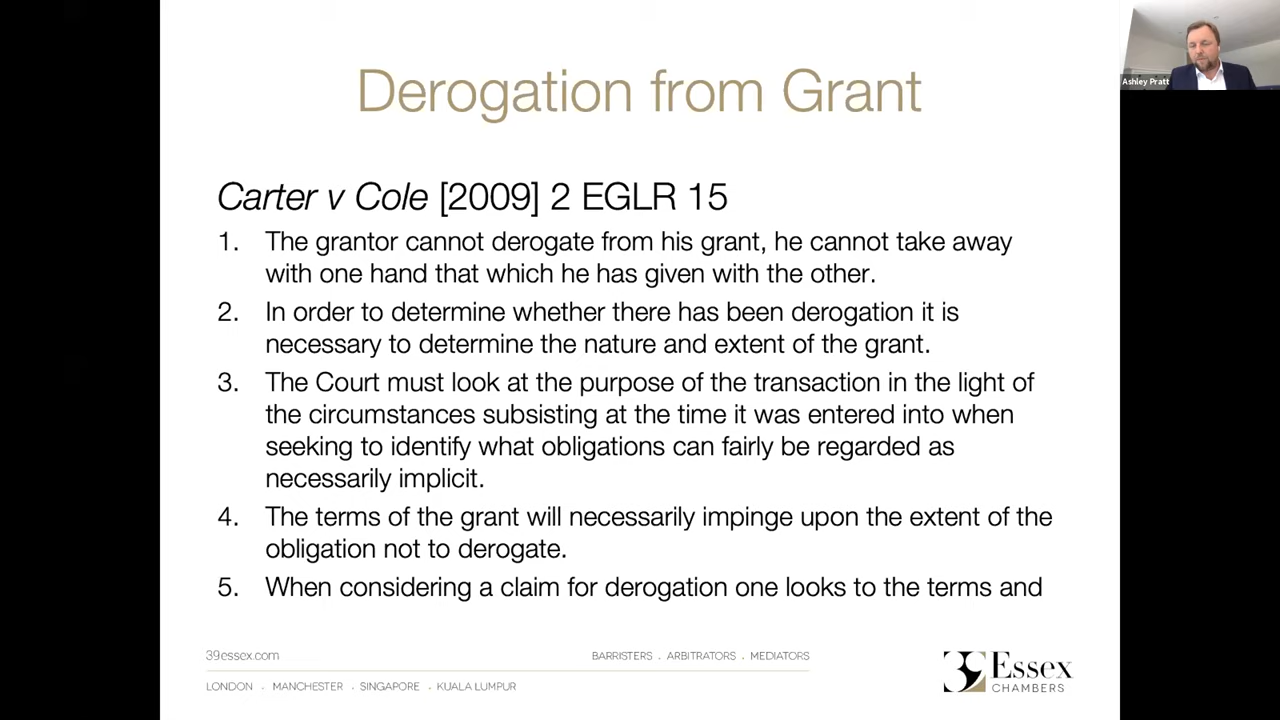 Derogation from Grant
Ashley Pratt
Carter v Cole [2009] 2 EGLR 15
1. The grantor cannot derogate from his grant, he cannot take away
with one hand that which he has given with the other.
2. In order to determine whether there has been derogation it is
necessary to determine the nature and extent of the grant.
3. The Court must look at the purpose of the transaction in the light of
the circumstances subsisting at the time it was entered into when
seeking to identify what obligations can fairly be regarded as
necessarily implicit.
4. The terms of the grant will necessarily impinge upon the extent of the
obligation not to derogate.
5. When considering a claim for derogation one looks to the terms and
39essex.com
BARRISTERS . ARBITRATORS . MEDIATORS
LONDON . MANCHESTER . SINGAPORE . KUALA LUMPUR
39 Essex
CHAMBERS